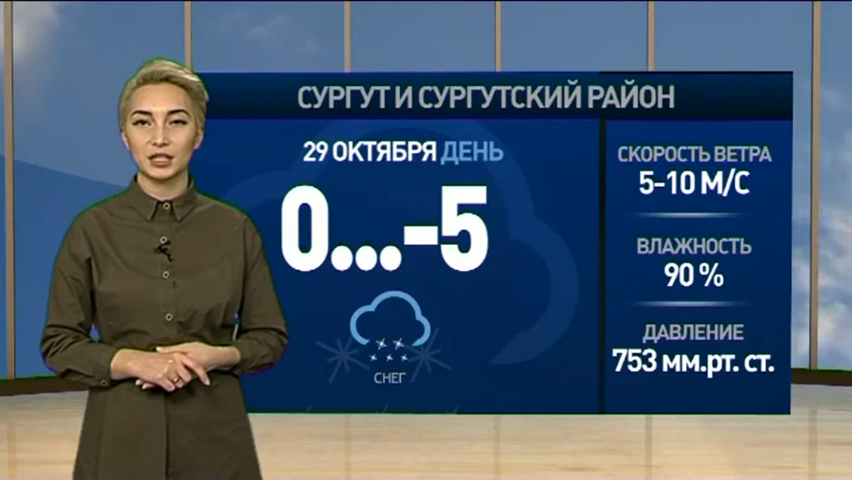 СУРГУТ И СУРГУТСКИЙ РАЙОН
29 ОКТЯБРЯ ДЕНЬ
0...-5
СНЕГ
СКОРОСТЬ ВЕТРА
5-10 М/С
ВЛАЖНОСТЬ
90 %
ДАВЛЕНИЕ
753 мм.рт. ст.